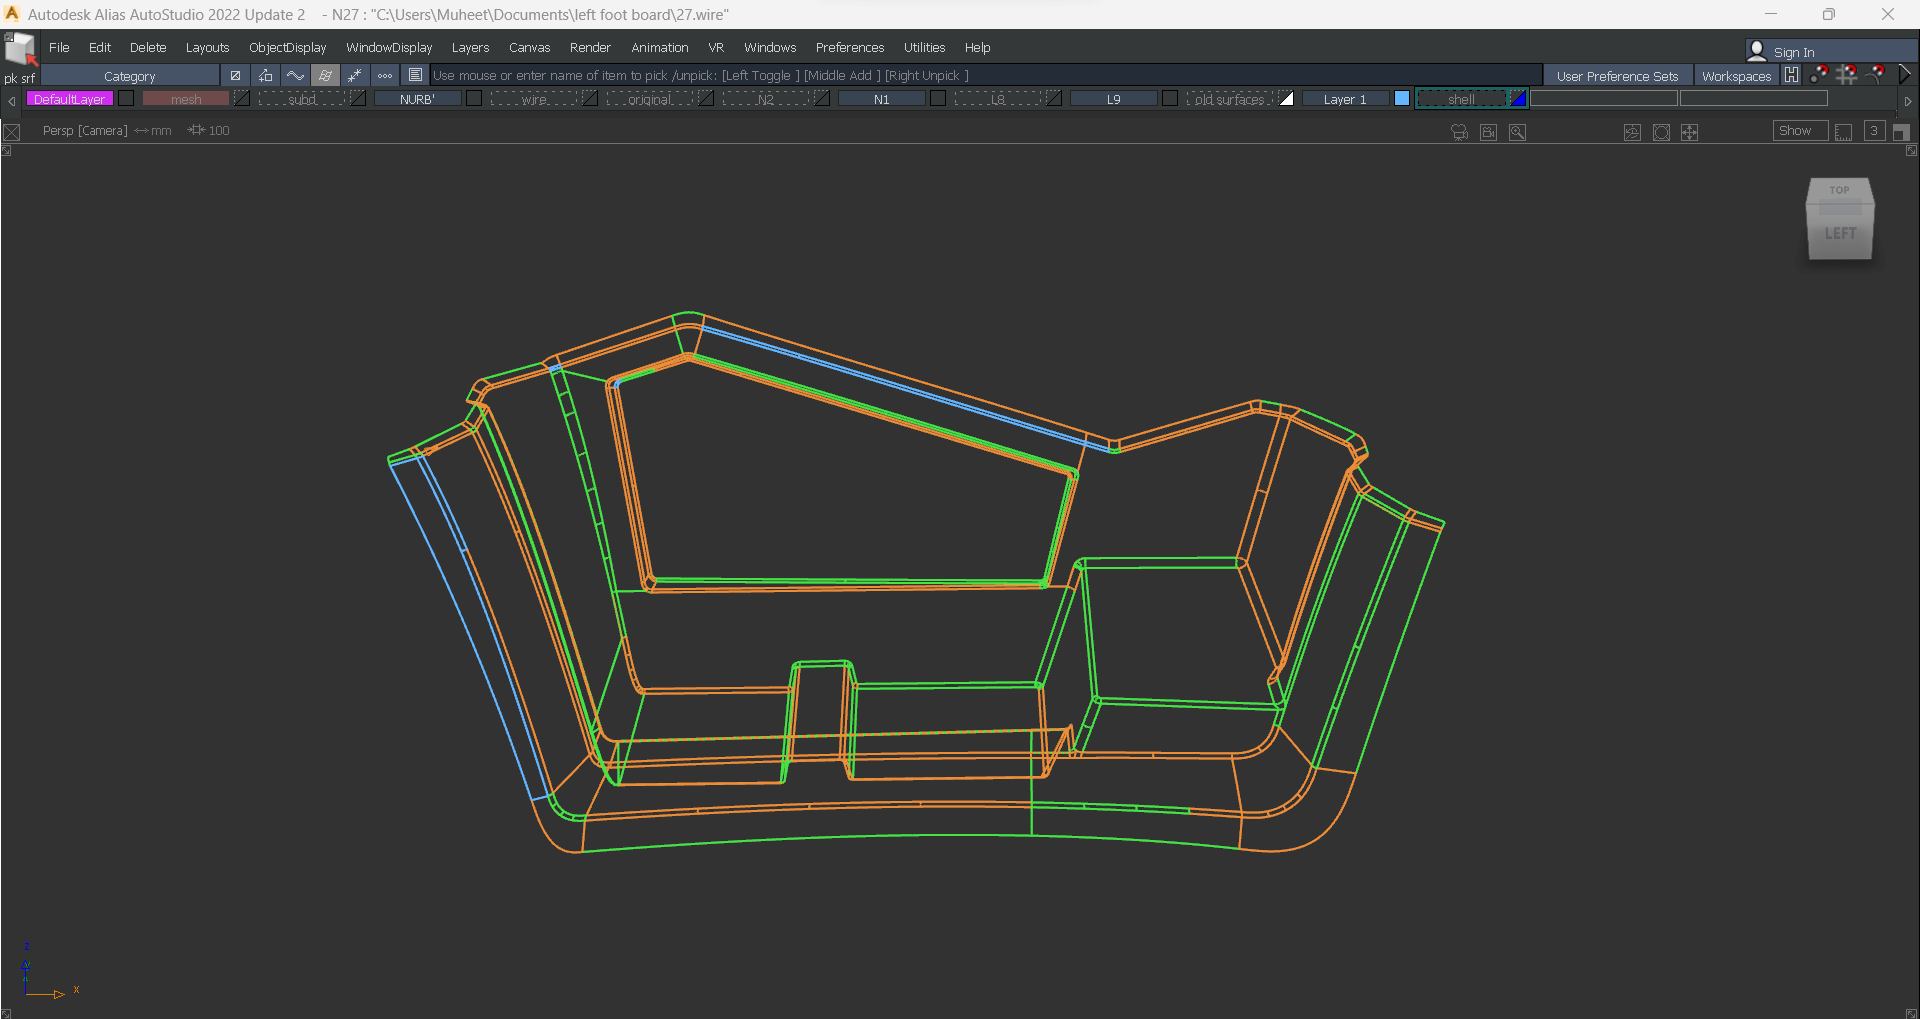 Autodesk Alias AutoStudio 2022 Update 2 - N27 : "C:\Users\Muheet\Documents\left foot board\27.wire"
File Edit Delete Layouts ObjectDisplay WindowDisplay Layers Canvas Render Animation VR Windows Preferences Utilities Help
Sign In
pk srf Category Use mouse or enter name of item to pick /unpick: [Left Toggle ] [Middle Add ] [Right Unpick ] User Preference Sets Workspaces
DefaultLayer mesh subd NURB' wire original N2 N1 L8 L9 old surfaces Layer 1 shell
Persp [Camera] mm 100 Show 3
TOP
LEFT
z
x